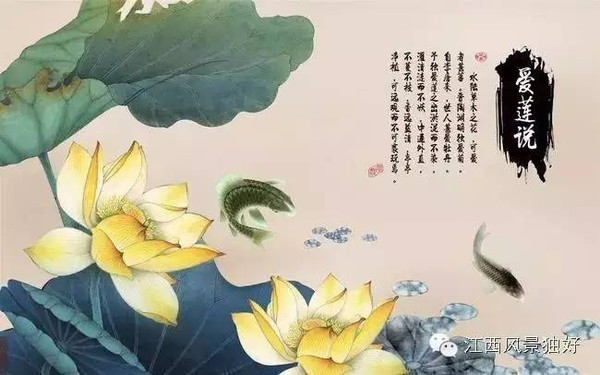 爱莲说
水陆草木之花，可爱
者甚蕃。晋陶渊明独爱菊。
自李唐来，世人甚爱牡丹。
予独爱莲之出淤泥而不染，
濯清涟而不妖，中通外直，
不蔓不枝，香远益清，亭亭
净植，可远观而不可亵玩焉。
江西风景独好